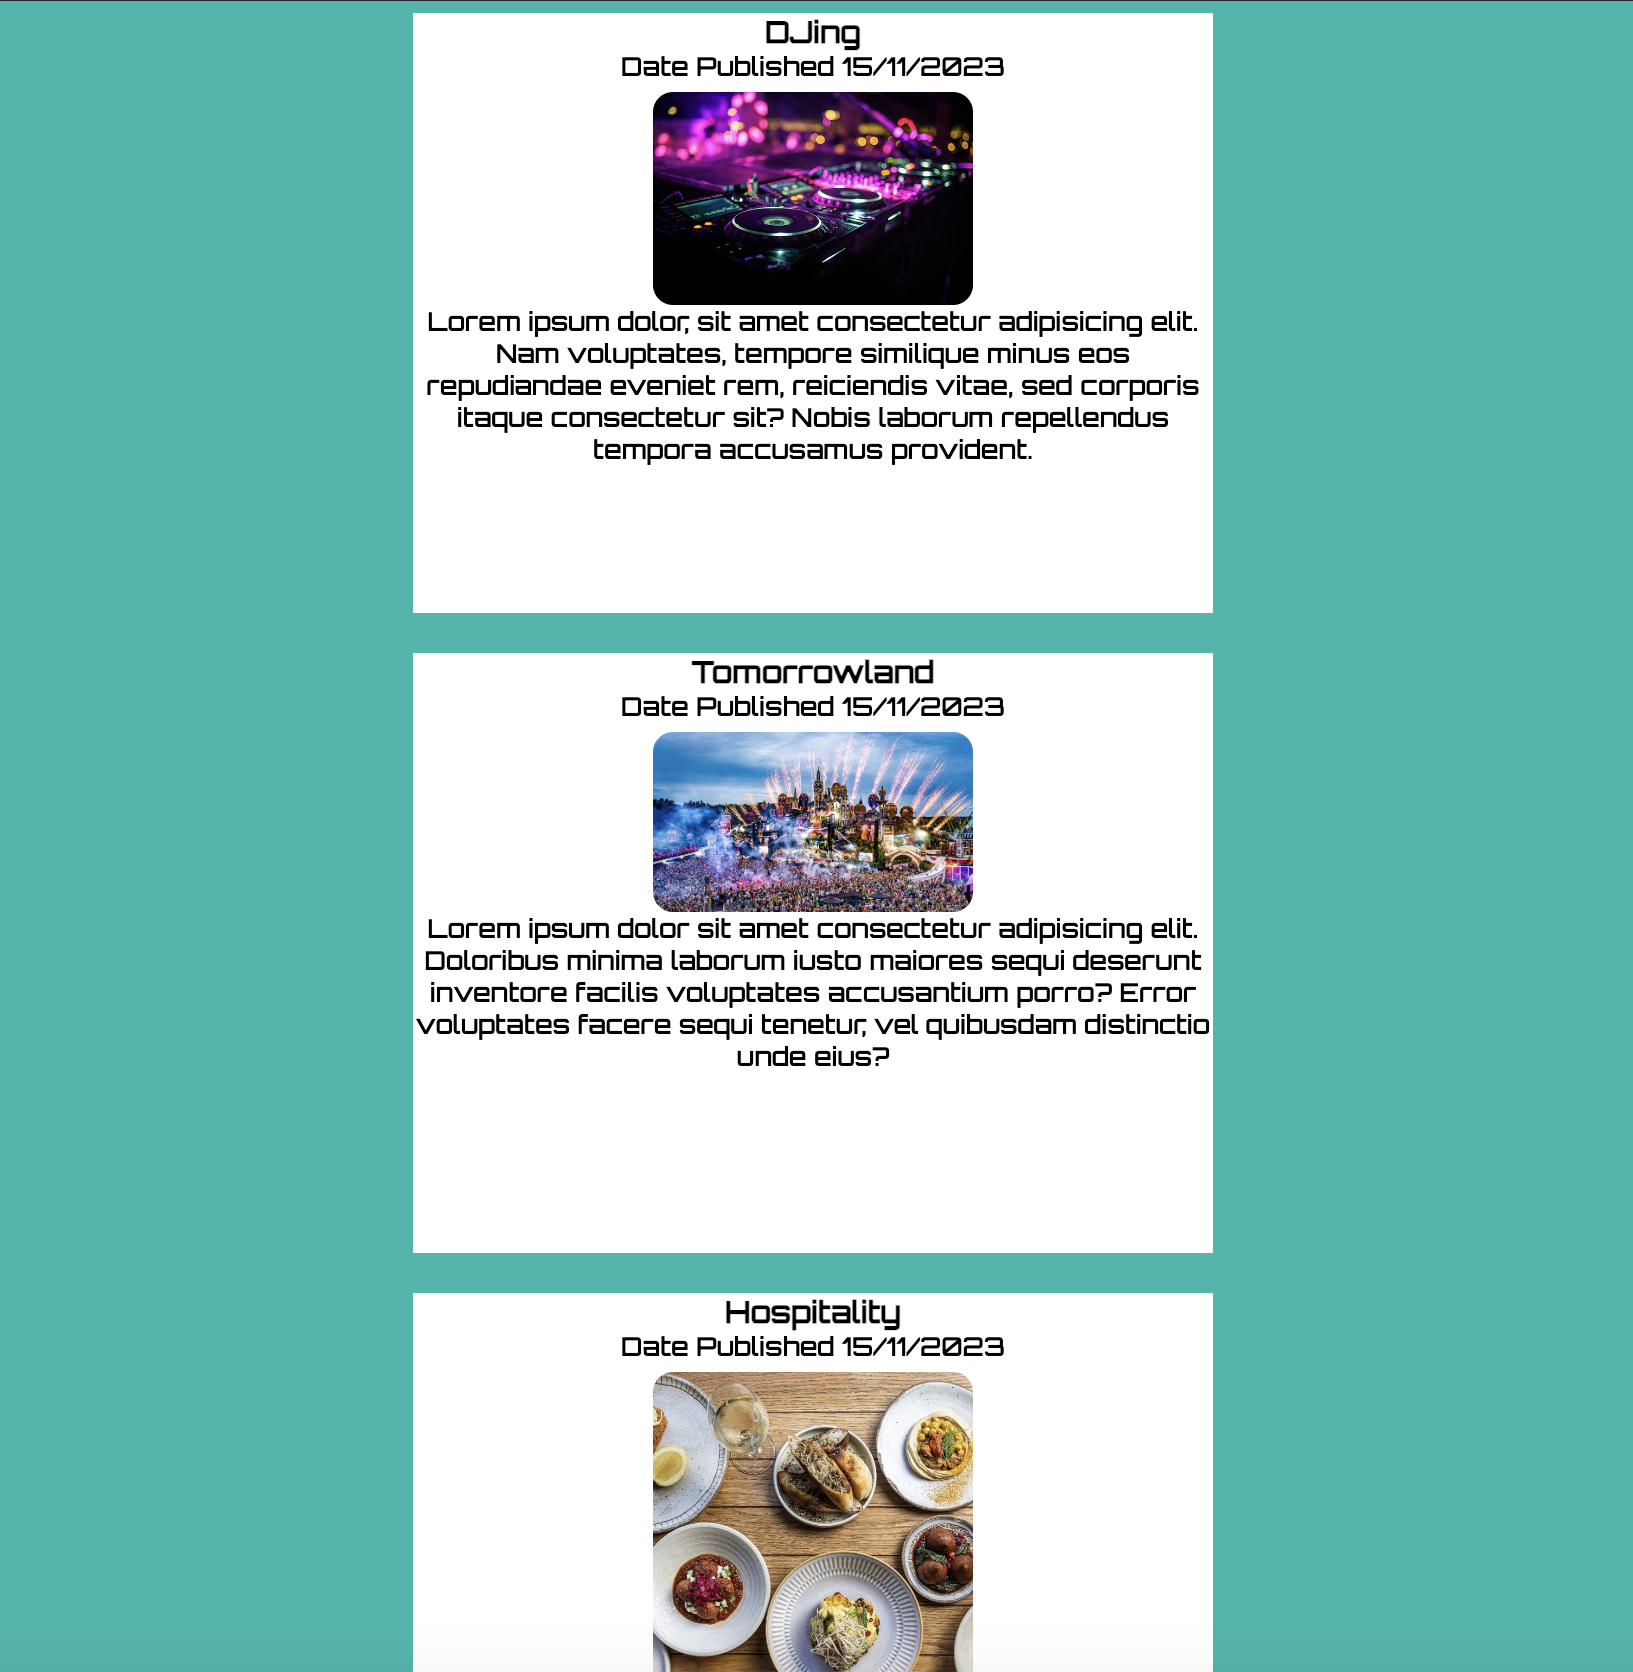 DJing
Date Published 15/11/2023
Lorem ipsum dolor, sit amet consectetur adipisicing elit.
Nam voluptates, tempore similique minus eos
repudiandae eveniet rem, reiciendis vitae, sed corporis
itaque consectetur sit? Nobis laborum repellendus
tempora accusamus provident.
Tomorrowland
Date Published 15/11/2023
Lorem ipsum dolor sit amet consectetur adipisicing elit.
Doloribus minima laborum iusto maiores sequi deserunt
inventore facilis voluptates accusantium porro? Error
voluptates facere sequi tenetur, vel quibusdam distinctio
unde eius?
Hospitality
Date Published 15/11/2023